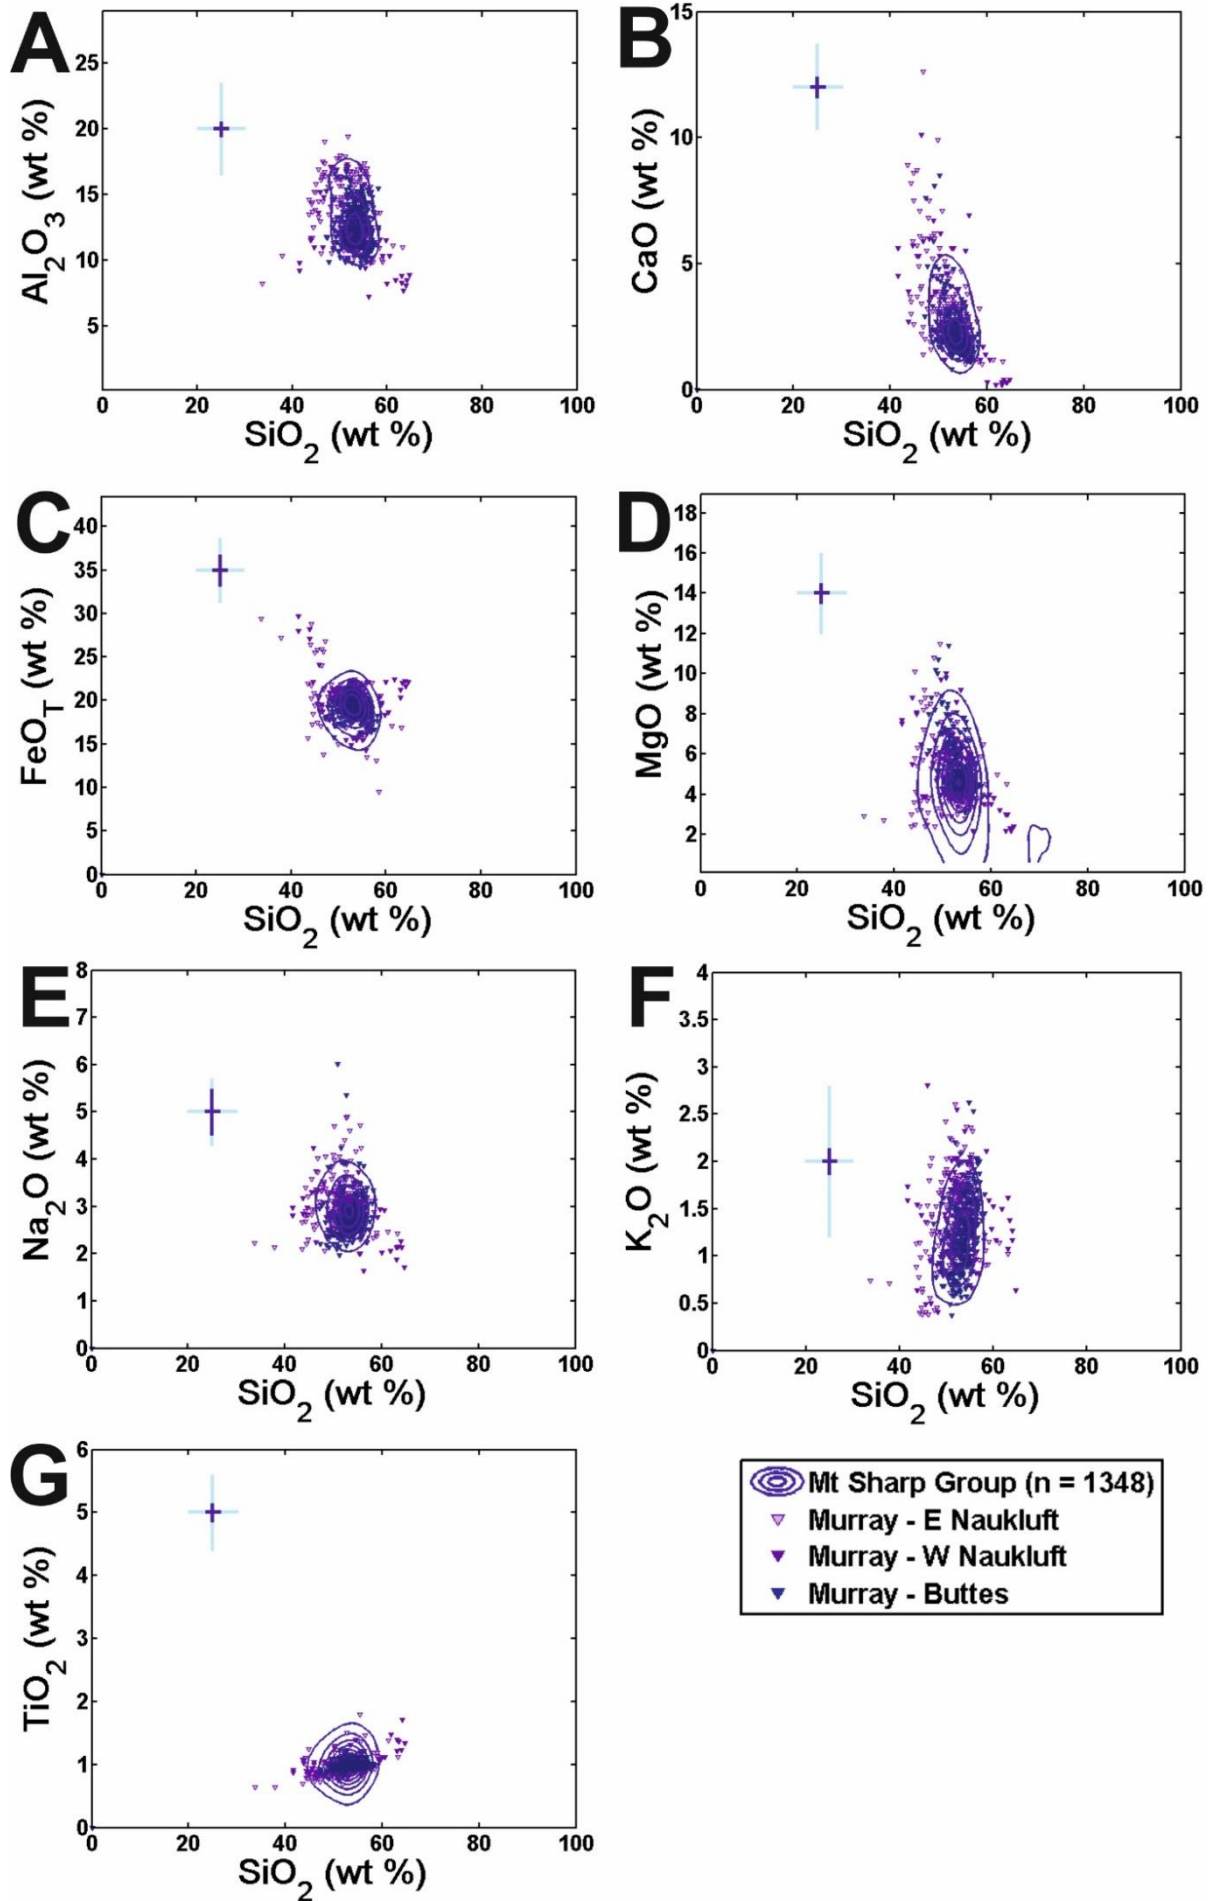 A
25
20
15
10
5
Al2O3 (wt %)
0 20 40 60 80 100
SiO2 (wt %)
B
15
10
5
0
CaO (wt %)
0 20 40 60 80 100
SiO2 (wt %)
C
40
35
30
25
20
15
10
5
0
FeOT (wt %)
0 20 40 60 80 100
SiO2 (wt %)
D
18
16
14
12
10
8
6
4
2
MgO (wt %)
0 20 40 60 80 100
SiO2 (wt %)
E
8
7
6
5
4
3
2
1
0
Na2O (wt %)
0 20 40 60 80 100
SiO2 (wt %)
F
4
3.5
3
2.5
2
1.5
1
0.5
0
K2O (wt %)
0 20 40 60 80 100
SiO2 (wt %)
G
6
5
4
3
2
1
0
TiO2 (wt %)
0 20 40 60 80 100
SiO2 (wt %)
Mt Sharp Group (n = 1348)
Murray - E Naukluft
Murray - W Naukluft
Murray - Buttes